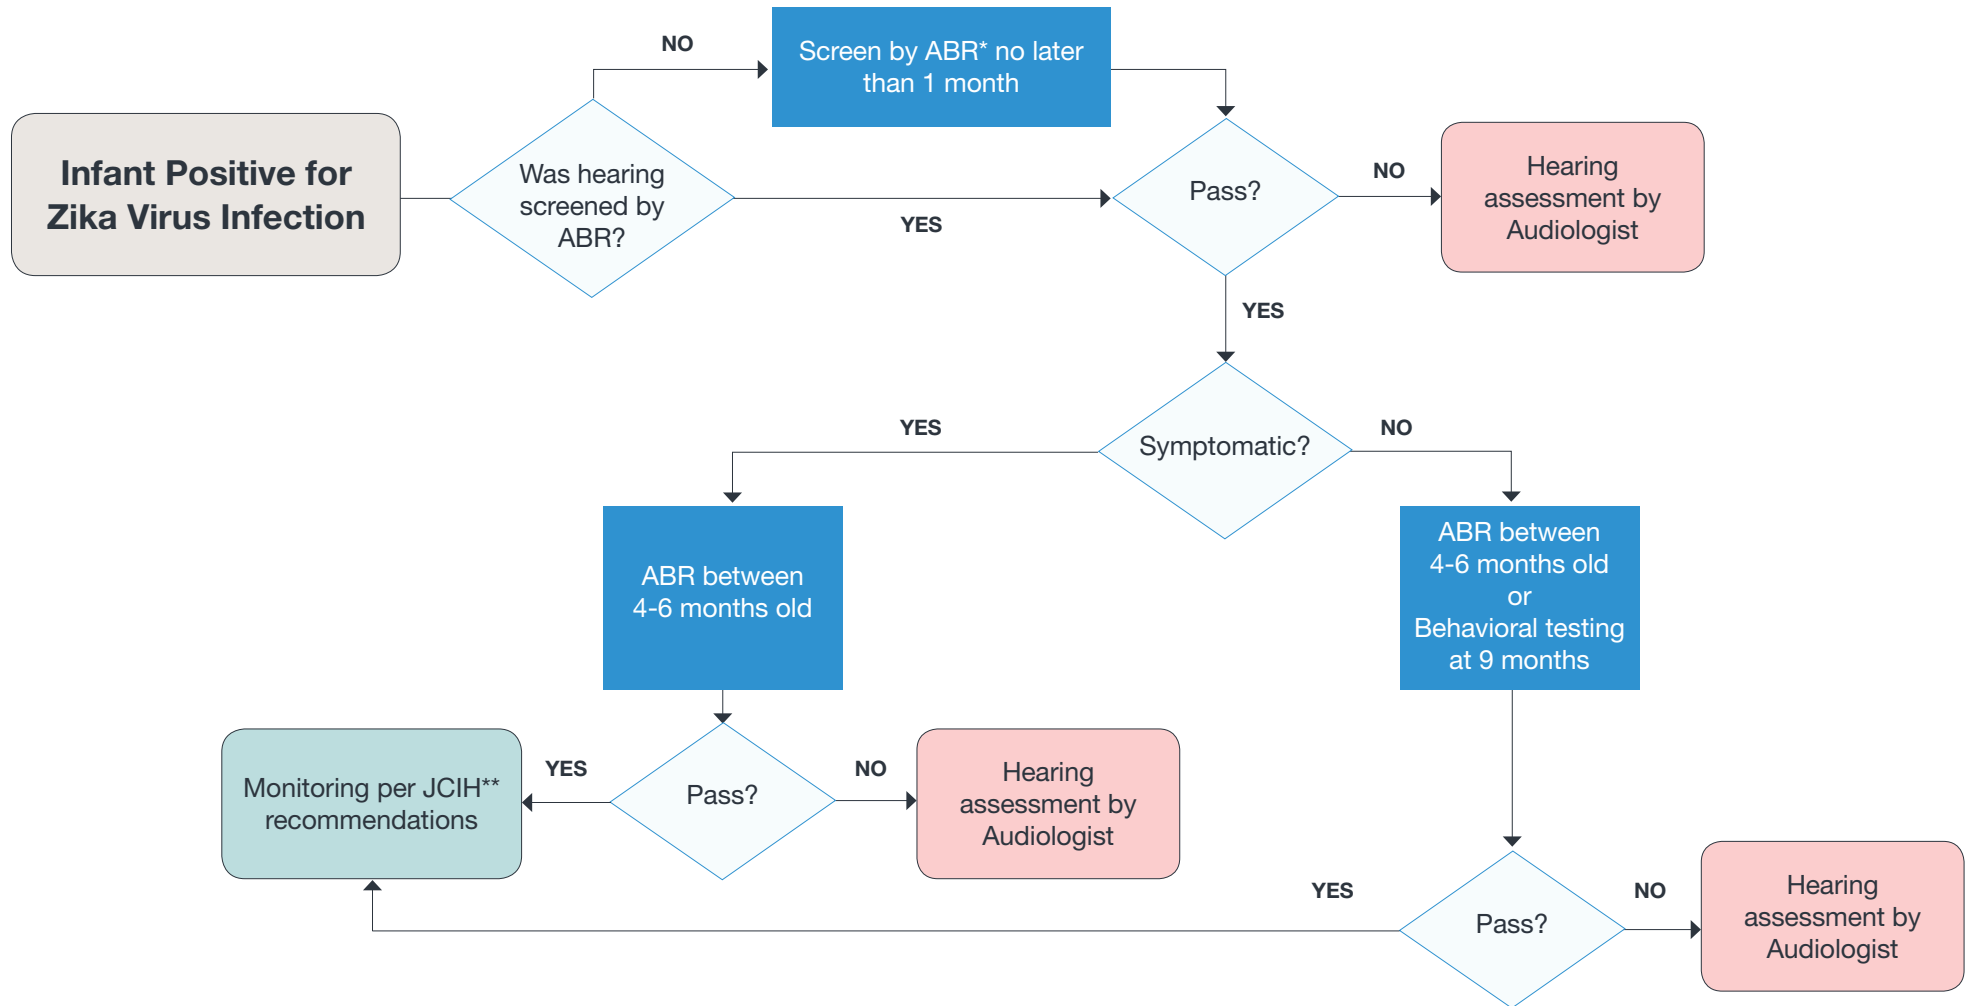 NO
Screen by ABR* no later
than 1 month
Infant Positive for
Zika Virus Infection
Was hearing
screened by
ABR?
YES
Pass?
NO
Hearing
assessment by
Audiologist
YES
Symptomatic?
YES
NO
ABR between
4-6 months old
ABR between
4-6 months old
or
Behavioral testing
at 9 months
Monitoring per JCIH**
recommendations
YES
Pass?
NO
Hearing
assessment by
Audiologist
YES
Pass?
NO
Hearing
assessment by
Audiologist